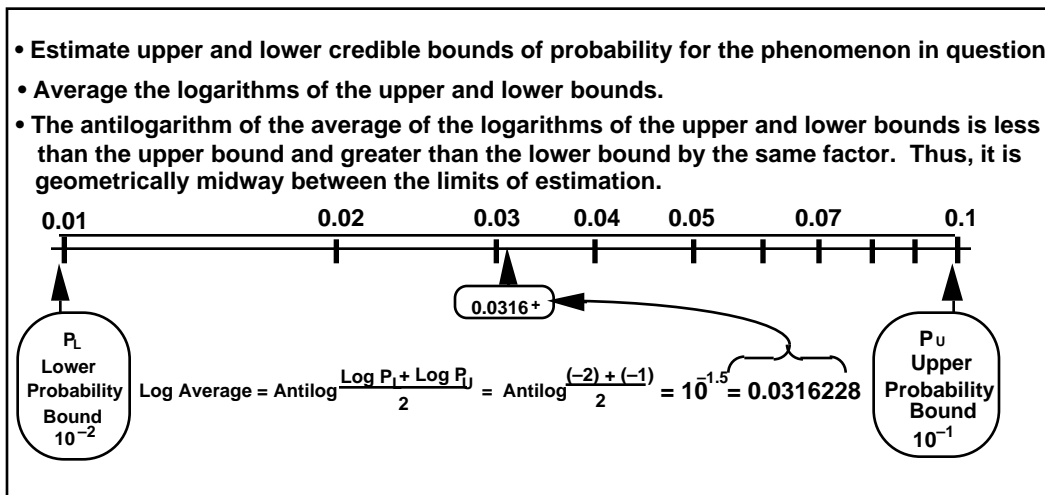 • Estimate upper and lower credible bounds of probability for the phenomenon in question
• Average the logarithms of the upper and lower bounds.
• The antilogarithm of the average of the logarithms of the upper and lower bounds is less
than the upper bound and greater than the lower bound by the same factor. Thus, it is
geometrically midway between the limits of estimation.
0.01 0.02 0.03 0.04 0.05 0.07 0.1
0.0316+
PL
Lower
Probability
Bound
10–2
Log Average = Antilog (Log PL + Log PU)/2 = Antilog ((–2) + (–1))/2 = 10–1.5 = 0.0316228
PU
Upper
Probability
Bound
10–1